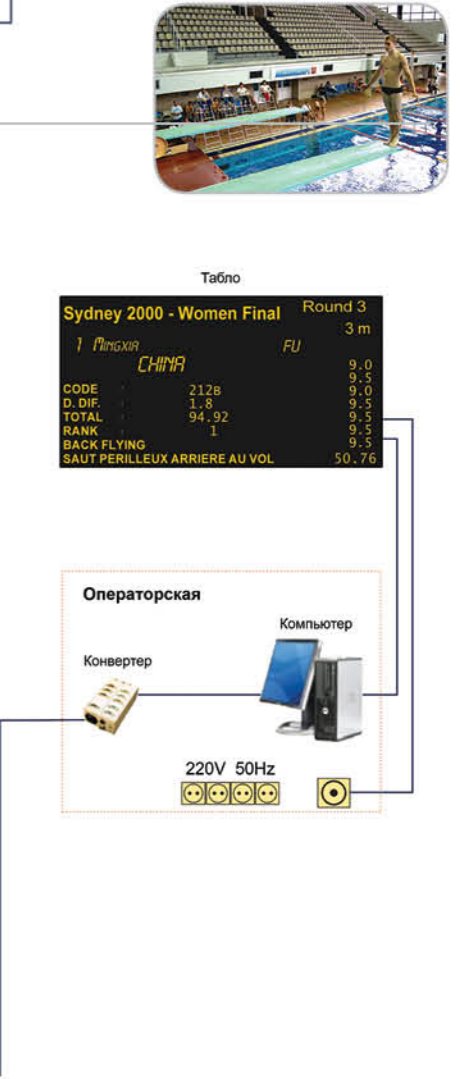 Табло
Sydney 2000 - Women Final Round 3
3 m
1 MINGXIA FU
CHINA
9.0
9.5
CODE : 212B 9.0
D. DIF. : 1.8 9.5
TOTAL : 94.92 9.5
RANK : 1 9.5
BACK FLYING 9.5
SAUT PERILLEUX ARRIERE AU VOL 50.76
Операторская
Компьютер
Конвертер
220V 50Hz